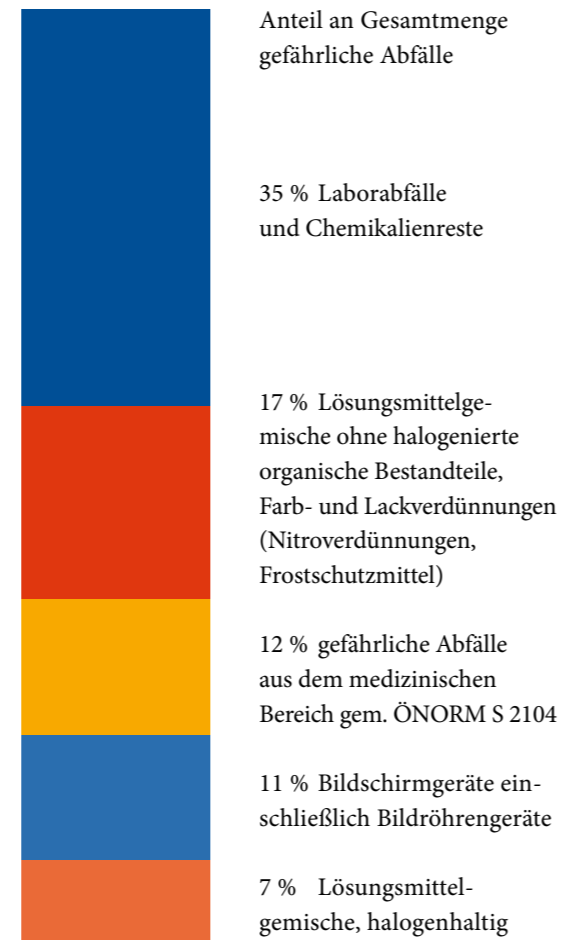 Anteil an Gesamtmenge
gefährliche Abfälle
35 % Laborabfälle
und Chemikalienreste
17 % Lösungsmittelge-
mische ohne halogenierte
organische Bestandteile,
Farb- und Lackverdünnungen
(Nitroverdünnungen,
Frostschutzmittel)
12 % gefährliche Abfälle
aus dem medizinischen
Bereich gem. ÖNORM S 2104
11 % Bildschirmgeräte ein-
schließlich Bildröhrengeräte
7 % Lösungsmittel-
gemische, halogenhaltig